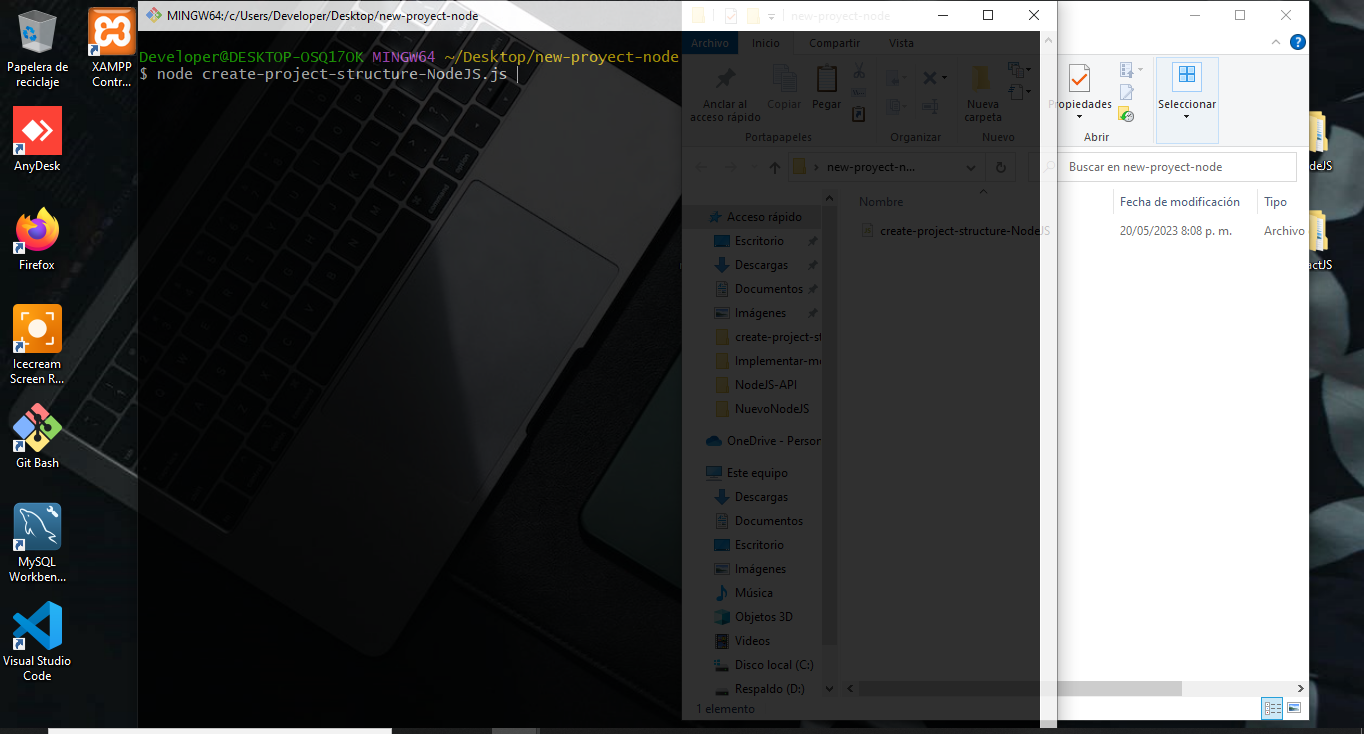 Papelera de
reciclaje
XAMPP
Contr...
AnyDesk
Firefox
Icecream
Screen R...
Git Bash
MySQL
Workben...
Visual Studio
Code
MINGW64:/c/Users/Developer/Desktop/new-proyect-node
Developer@DESKTOP-OSQ17OK MINGW64 ~/Desktop/new-proyect-node
$ node create-project-structure-NodeJS.js
new-proyect-node
Archivo
Inicio
Compartir
Vista
Anclar al
acceso rápido
Copiar
Pegar
Nueva
carpeta
Propiedades
Seleccionar
Portapapeles
Organizar
Nuevo
Abrir
new-proyect-n...
Buscar en new-proyect-node
Nombre
Fecha de modificación
Tipo
create-project-structure-NodeJS
20/05/2023 8:08 p. m.
Archivo
Acceso rápido
Escritorio
Descargas
Documentos
Imágenes
create-project-st
Implementar-me
NodeJS-API
NuevoNodeJS
OneDrive - Person
Este equipo
Descargas
Documentos
Escritorio
Imágenes
Música
Objetos 3D
Videos
Disco local (C:)
Respaldo (D:)
1 elemento
deJS
actJS